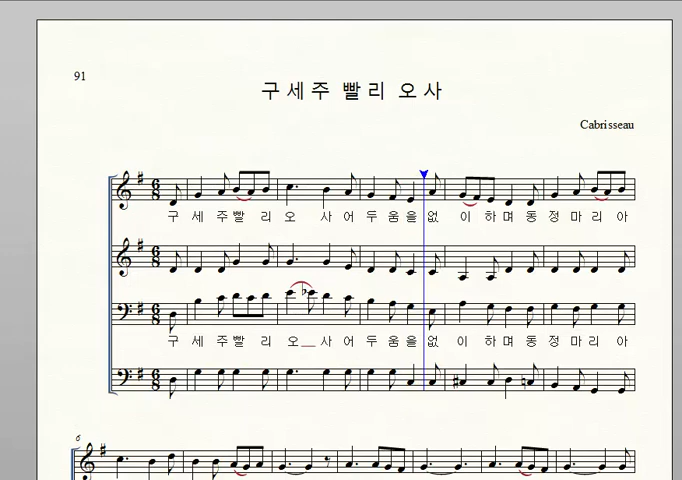 91
구 세 주 빨 리 오 사
Cabrisseau
구 세 주 빨 리 오 사 어 두 움 을 없 이 하 며 동 정 마 리 아
구 세 주 빨 리 오__ 사 어 두 움 을 없 이 하 며 동 정 마 리 아
6